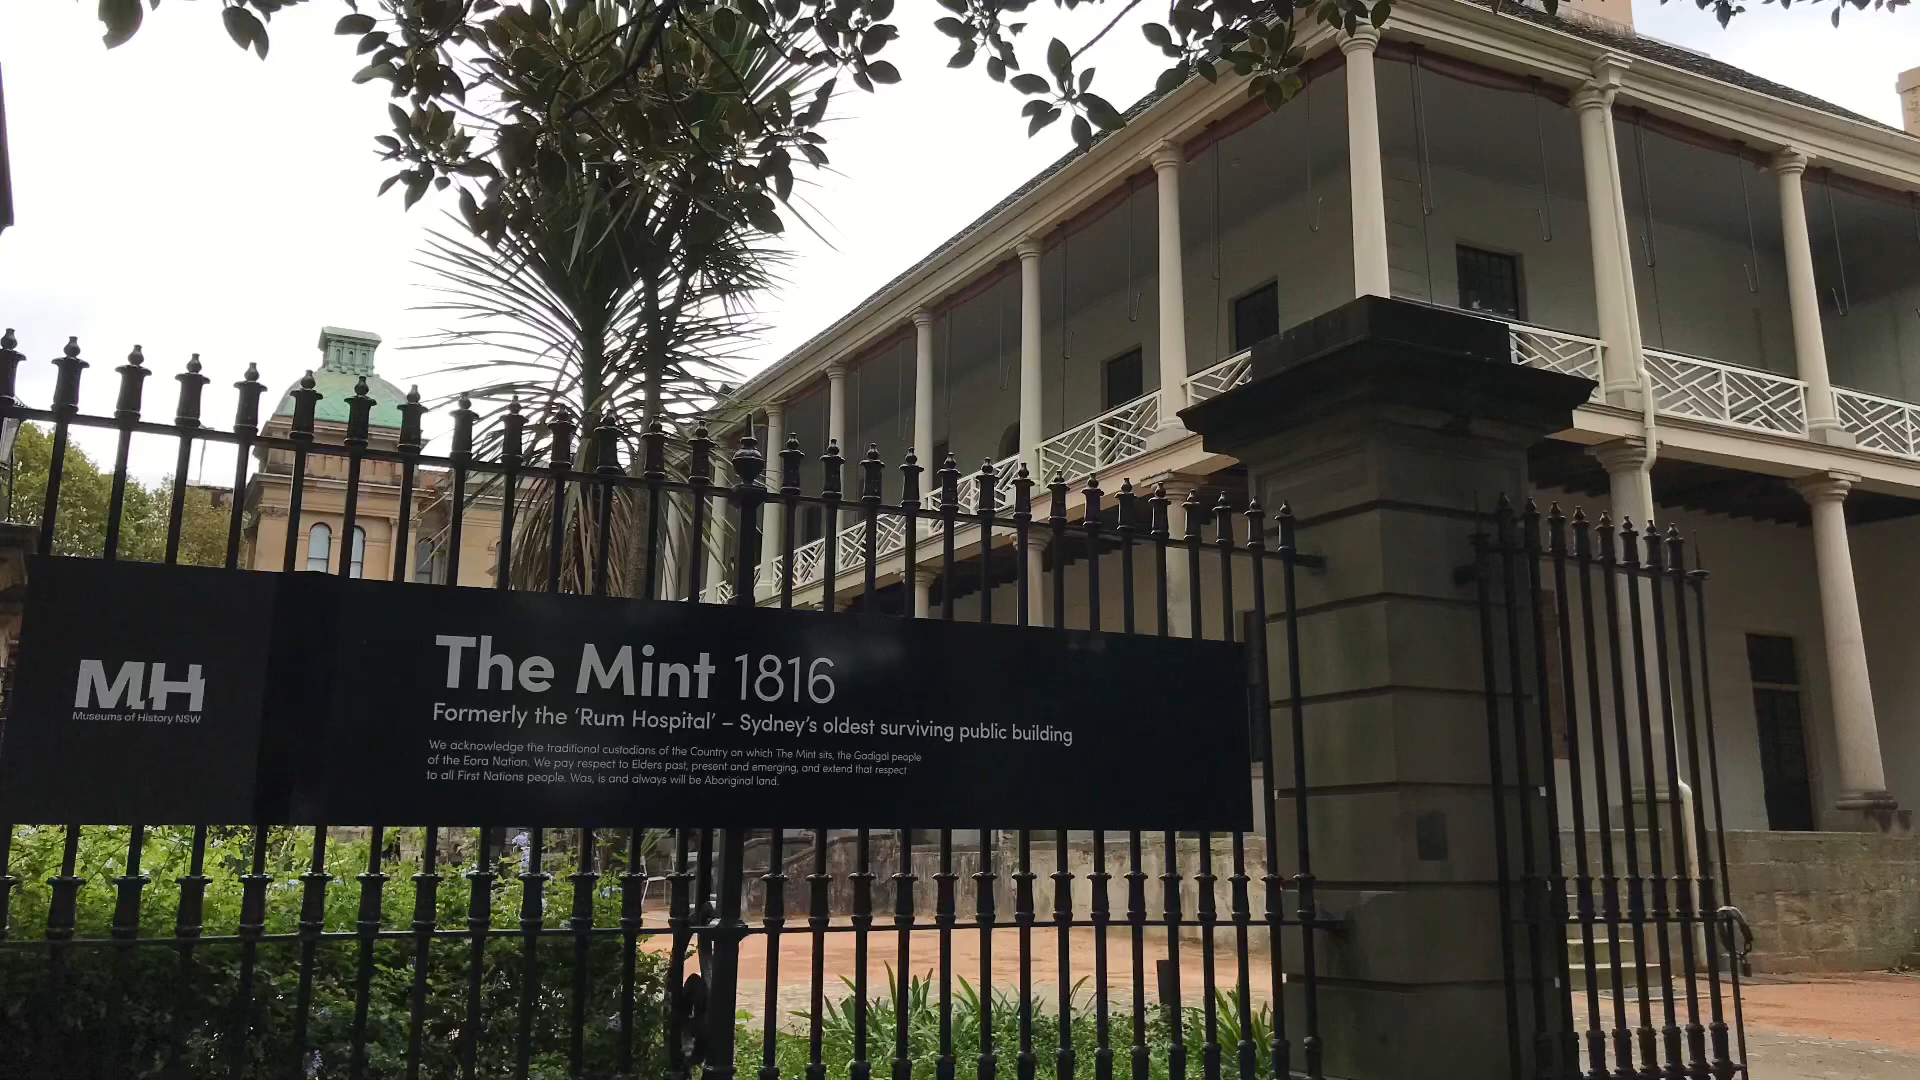 MH
Museums of History NSW
The Mint 1816
Formerly the ‘Rum Hospital’ – Sydney’s oldest surviving public building
We acknowledge the traditional custodians of the Country on which The Mint sits, the Gadigal people
of the Eora Nation. We pay respect to Elders past, present and emerging, and extend that respect
to all First Nations people. Was, is and always will be Aboriginal land.